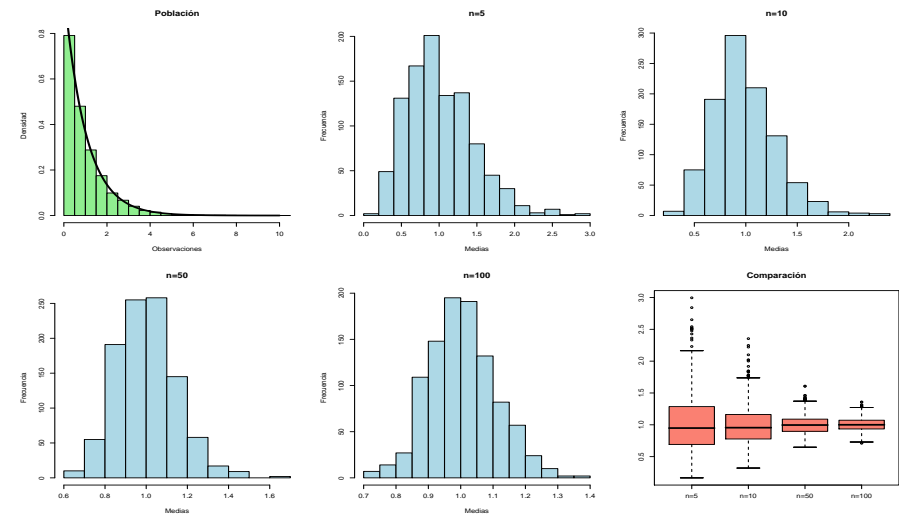 Población
0.0 0.2 0.4 0.6 0.8
Densidad
0 2 4 6 8 10
Observaciones
n=5
0 50 100 150 200
Frecuencia
0.0 0.5 1.0 1.5 2.0 2.5 3.0
Medias
n=10
0 50 100 150 200 250 300
Frecuencia
0.5 1.0 1.5 2.0
Medias
n=50
0 50 100 150 200 250
Frecuencia
0.6 0.8 1.0 1.2 1.4 1.6
Medias
n=100
0 50 100 150 200
Frecuencia
0.7 0.8 0.9 1.0 1.1 1.2 1.3 1.4
Medias
Comparación
0.5 1.0 1.5 2.0 2.5 3.0
n=5 n=10 n=50 n=100